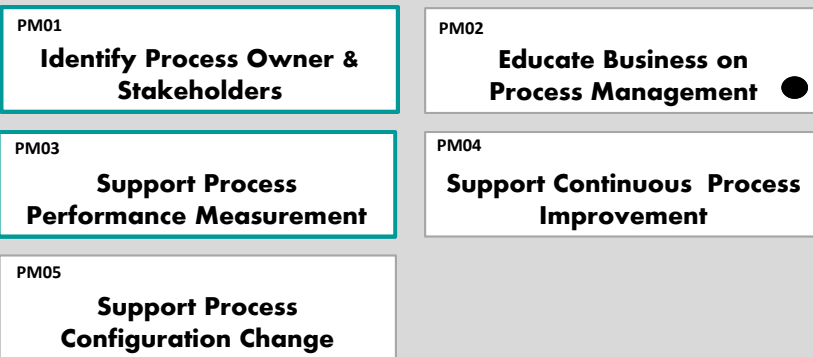 PM01
Identify Process Owner &
Stakeholders
PM02
Educate Business on
Process Management
PM03
Support Process
Performance Measurement
PM04
Support Continuous Process
Improvement
PM05
Support Process
Configuration Change